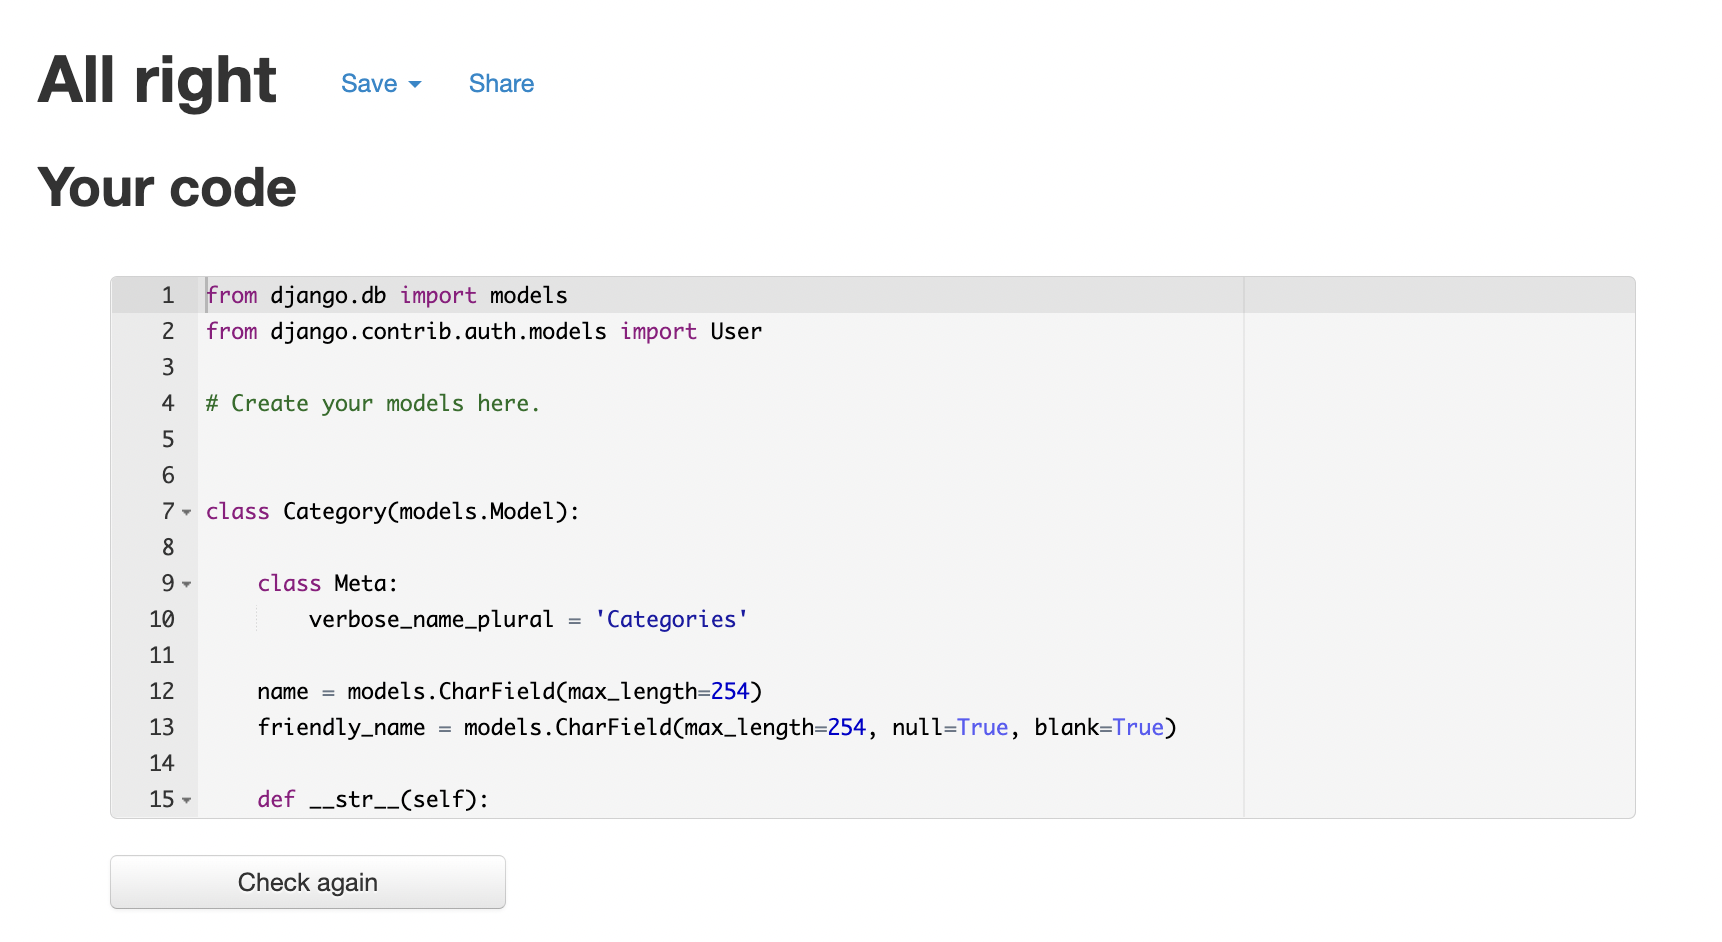 All right
Save
Share
Your code
1 from django.db import models
2 from django.contrib.auth.models import User
3
4 # Create your models here.
5
6
7 class Category(models.Model):
8
9     class Meta:
10         verbose_name_plural = 'Categories'
11
12     name = models.CharField(max_length=254)
13     friendly_name = models.CharField(max_length=254, null=True, blank=True)
14
15     def __str__(self):
Check again